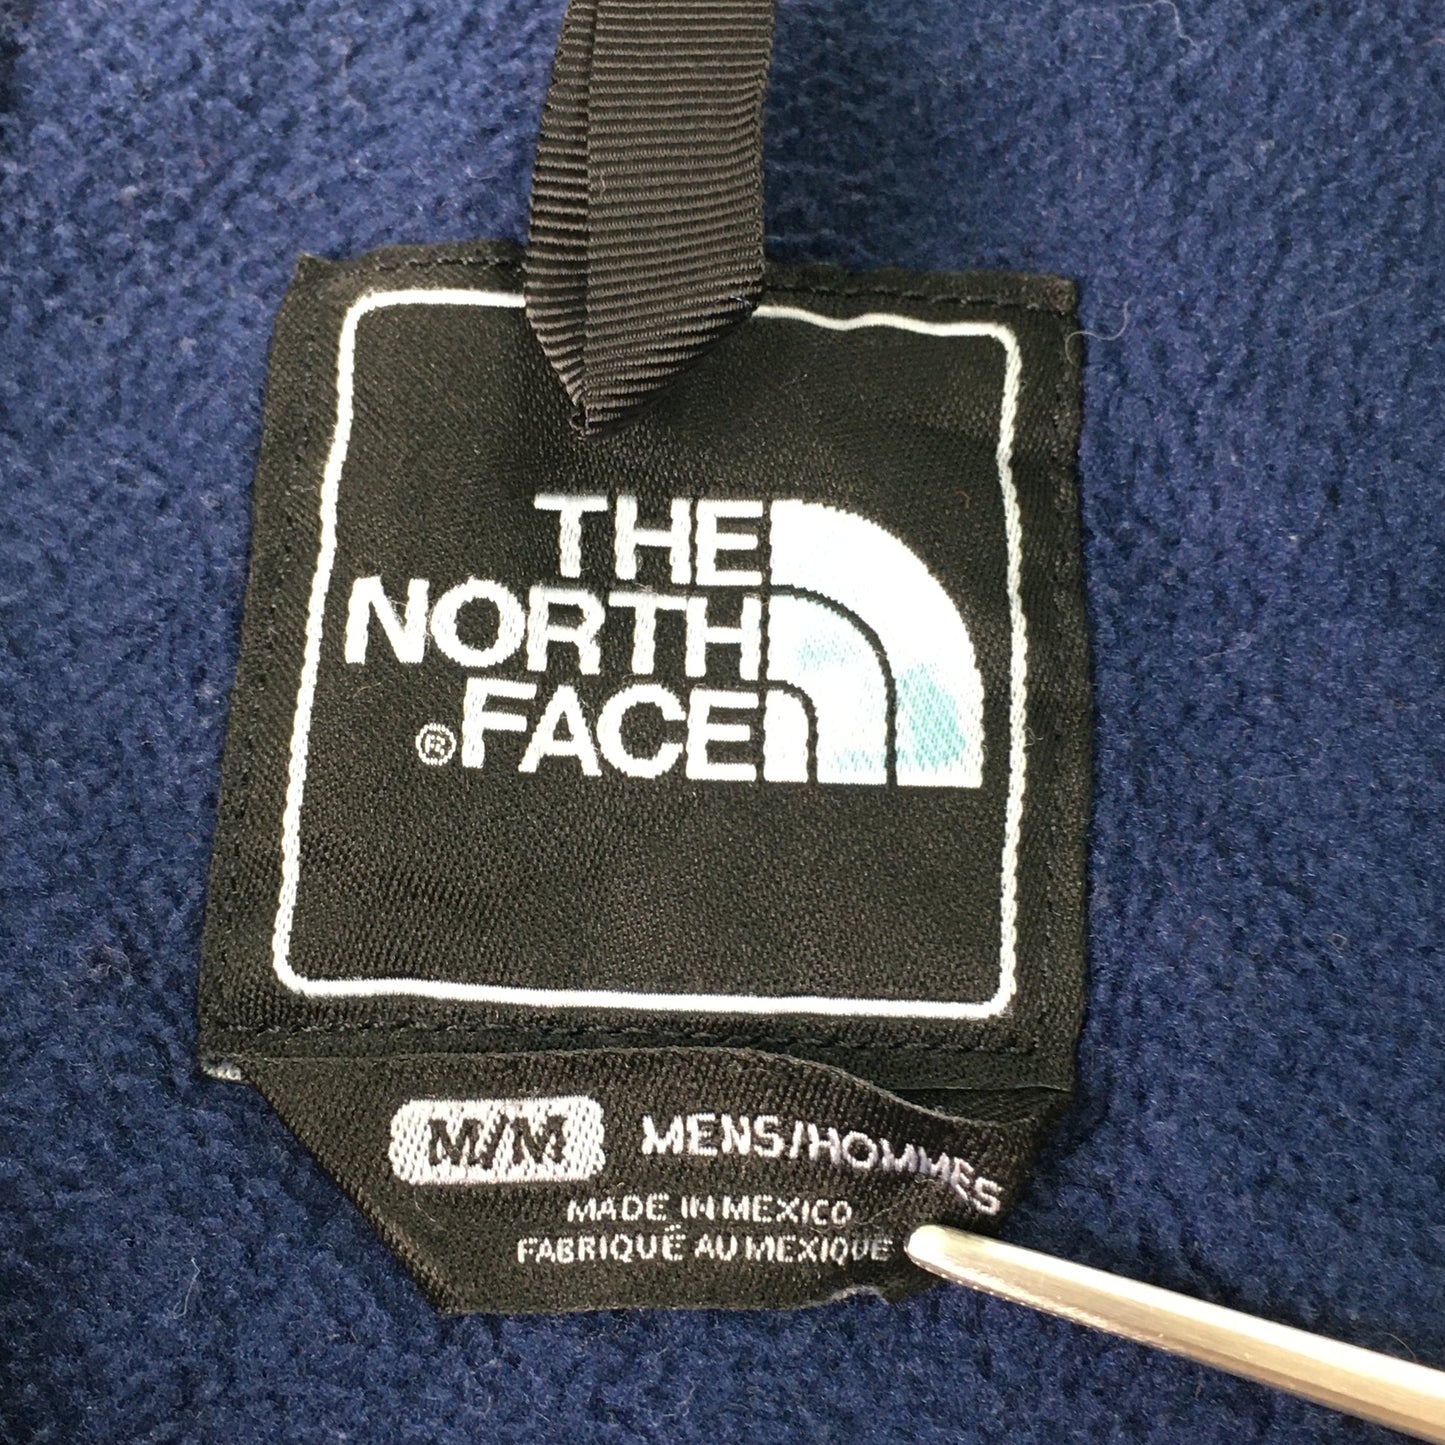 THE
NORTH
® FACE
M/M MENS/HOMMES
MADE IN MEXICO
FABRIQUÉ AU MEXIQUE